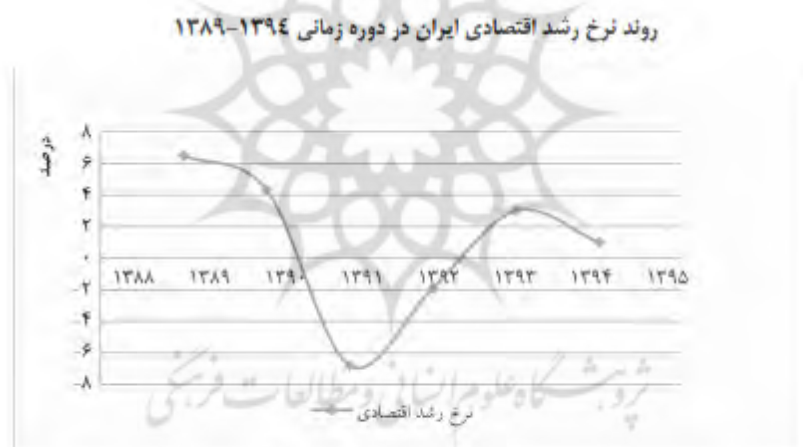 روند نرخ رشد اقتصادی ایران در دوره زمانی ۱۳۹٤-۱۳۸۹
درصد
۸
۶
۴
۲
۰
-۲
-۴
-۶
-۸
۱۳۸۸ ۱۳۸۹ ۱۳۹۰ ۱۳۹۱ ۱۳۹۲ ۱۳۹۳ ۱۳۹۴ ۱۳۹۵
پژوهشگاه علوم انسانی و مطالعات فرهنگی
نرخ رشد اقتصادی